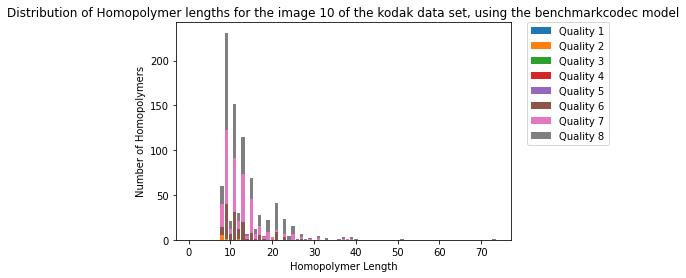 Distribution of Homopolymer lengths for the image 10 of the kodak data set, using the benchmarkcodec model
Number of Homopolymers
200
150
100
50
0
0 10 20 30 40 50 60 70
Homopolymer Length
Quality 1
Quality 2
Quality 3
Quality 4
Quality 5
Quality 6
Quality 7
Quality 8